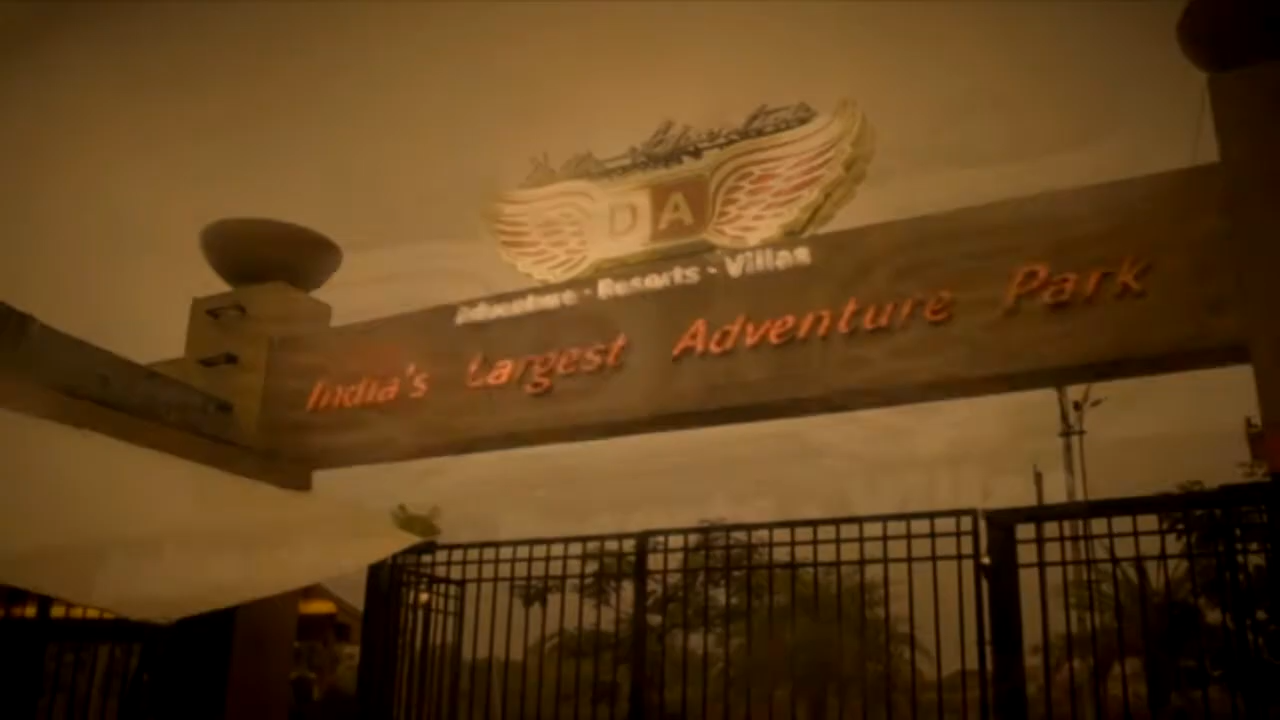 DA
Adventure · Resorts · Villas
India's Largest Adventure Park